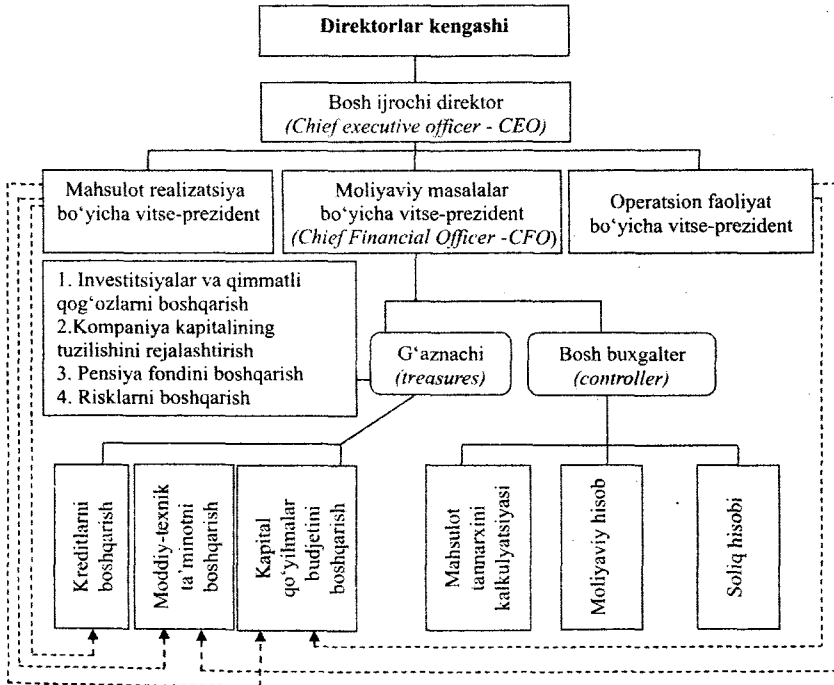 Direktorlar kengashi
Bosh ijrochi direktor
(Chief executive officer - CEO)
Mahsulot realizatsiya
bo‘yicha vitse-prezident
Moliyaviy masalalar
bo‘yicha vitse-prezident
(Chief Financial Officer -CFO)
Operatsion faoliyat
bo‘yicha vitse-prezident
1. Investitsiyalar va qimmatli
qog‘ozlarni boshqarish
2.Kompaniya kapitalining
tuzilishini rejalashtirish
3. Pensiya fondini boshqarish
4. Risklarni boshqarish
G‘aznachi
(treasures)
Bosh buxgalter
(controller)
Kreditlarni
boshqarish
Moddiy-texnik
ta’minotni
boshqarish
Kapital
qo‘yilmalar
budjetini
boshqarish
Mahsulot
tannarxini
kalkulyatsiyasi
Moliyaviy hisob
Soliq hisobi